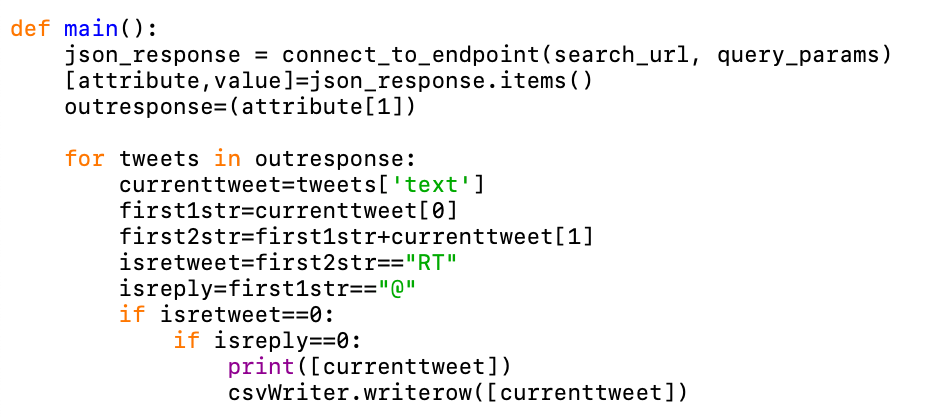 def main():
    json_response = connect_to_endpoint(search_url, query_params)
    [attribute,value]=json_response.items()
    outresponse=(attribute[1])

    for tweets in outresponse:
        currenttweet=tweets['text']
        first1str=currenttweet[0]
        first2str=first1str+currenttweet[1]
        isretweet=first2str=="RT"
        isreply=first1str=="@"
        if isretweet==0:
            if isreply==0:
                print([currenttweet])
                csvWriter.writerow([currenttweet])